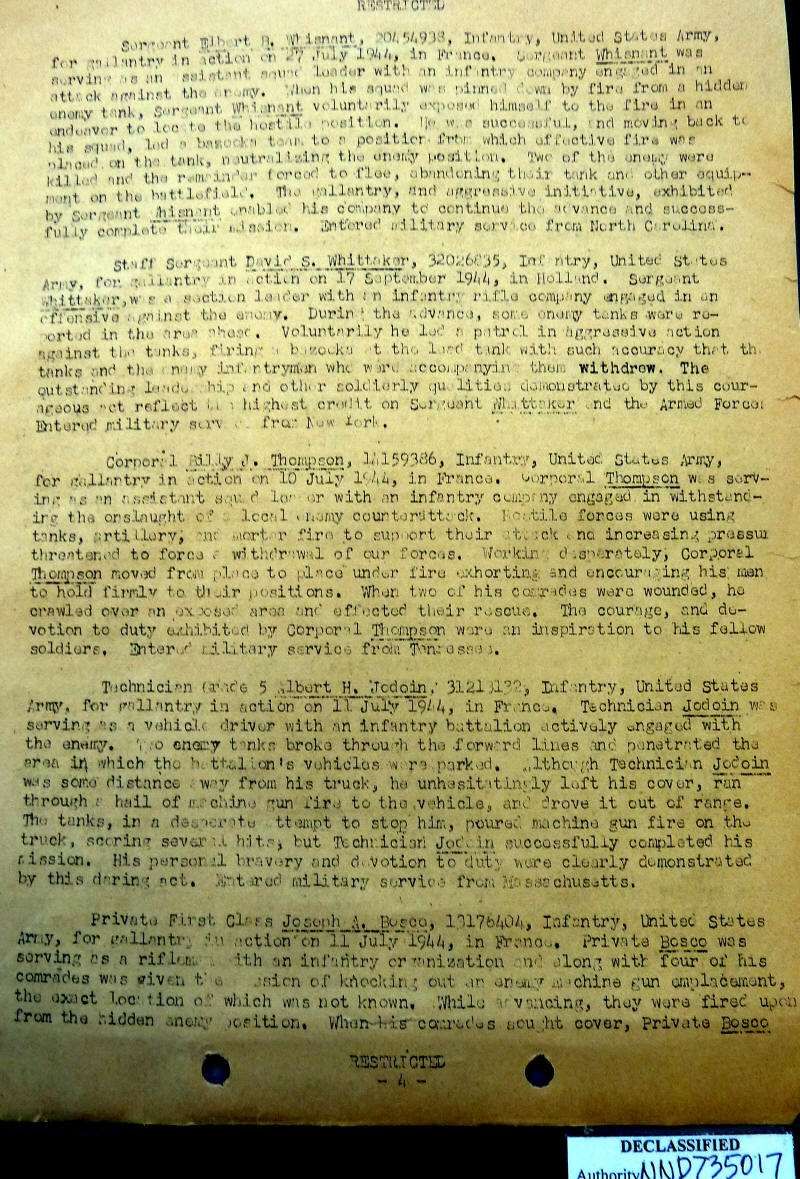 RESTRICTED
Sergeant Elbert B. Whisnant, 20454938, Infantry, United States Army,
for gallantry in action on 27 July 1944, in France. Sergeant Whisnant was
serving as an assistant squad leader with an infantry company engaged in an
attack against the enemy. When his squad was pinned down by fire from a hidden
enemy tank, Sergeant Whisnant voluntarily exposed himself to the fire in an
endeavor to locate the hostile position. He was successful, and moving back to
his squad, led a bazooka team to a position from which effective fire was
placed on the tank, neutralizing the enemy position. Two of the enemy were
killed and the remainder forced to flee, abandoning their tank and other equip-
ment on the battlefield. The gallantry, and aggressive initiative, exhibited
by Sergeant Whisnant enabled his company to continue the advance and success-
fully complete their mission. Entered military service from North Carolina.
Staff Sergeant David S. Whittaker, 32026835, Infantry, United States
Army, for gallantry in action on 17 September 1944, in Holland. Sergeant
Whittaker, was a section leader with an infantry rifle company engaged in an
offensive against the enemy. During the advance, some enemy tanks were re-
ported in the area ahead. Voluntarily he led a patrol in aggressive action
against the tanks, firing a bazooka at the lead tank with such accuracy that th
tanks and the enemy infantrymen who were accompanying them withdrew. The
outstanding leadership and other soldierly qualities demonstrated by this cour-
ageous act reflect the highest credit on Sergeant Whittaker and the Armed Forces
Entered military service from New York.
Corporal Billy J. Thompson, 14159386, Infantry, United States Army,
for gallantry in action on 10 July 1944, in France. Corporal Thompson was serv-
ing as an assistant squad leader with an infantry company engaged in withstand-
ing the onslaught of a local enemy counterattack. Hostile forces were using
tanks, artillery, and mortar fire to support their attack and increasing pressu
threatened to force a withdrawal of our forces. Working desperately, Corporal
Thompson moved from place to place under fire exhorting and encouraging his men
to hold firmly to their positions. When two of his comrades were wounded, he
crawled over an exposed area and effected their rescue. The courage, and de-
votion to duty exhibited by Corporal Thompson were an inspiration to his fellow
soldiers. Entered military service from Tennessee.
Technician Grade 5 Albert H. Jodoin, 31213132, Infantry, United States
Army, for gallantry in action on 11 July 1944, in France. Technician Jodoin was
serving as a vehicle driver with an infantry battalion actively engaged with
the enemy. Two enemy tanks broke through the forward lines and penetrated the
area in which the battalion's vehicles were parked. Although Technician Jodoin
was some distance away from his truck, he unhesitatingly left his cover, ran
through a hail of machine gun fire to the vehicle, and drove it out of range.
The tanks, in a desperate attempt to stop him, poured machine gun fire on the
truck, scoring several hits, but Technician Jodoin successfully completed his
mission. His personal bravery and devotion to duty were clearly demonstrated
by this daring act. Entered military service from Massachusetts.
Private First Class Joseph A. Bosco, 13176404, Infantry, United States
Army, for gallantry in action on 11 July 1944, in France. Private Bosco was
serving as a rifleman with an infantry organization and along with four of his
comrades was given the mission of knocking out an enemy machine gun emplacement,
the exact location of which was not known. While advancing, they were fired upon
from the hidden enemy position. When his comrades sought cover, Private Bosco
RESTRICTED
- 4 -
DECLASSIFIED
Authority NND735017